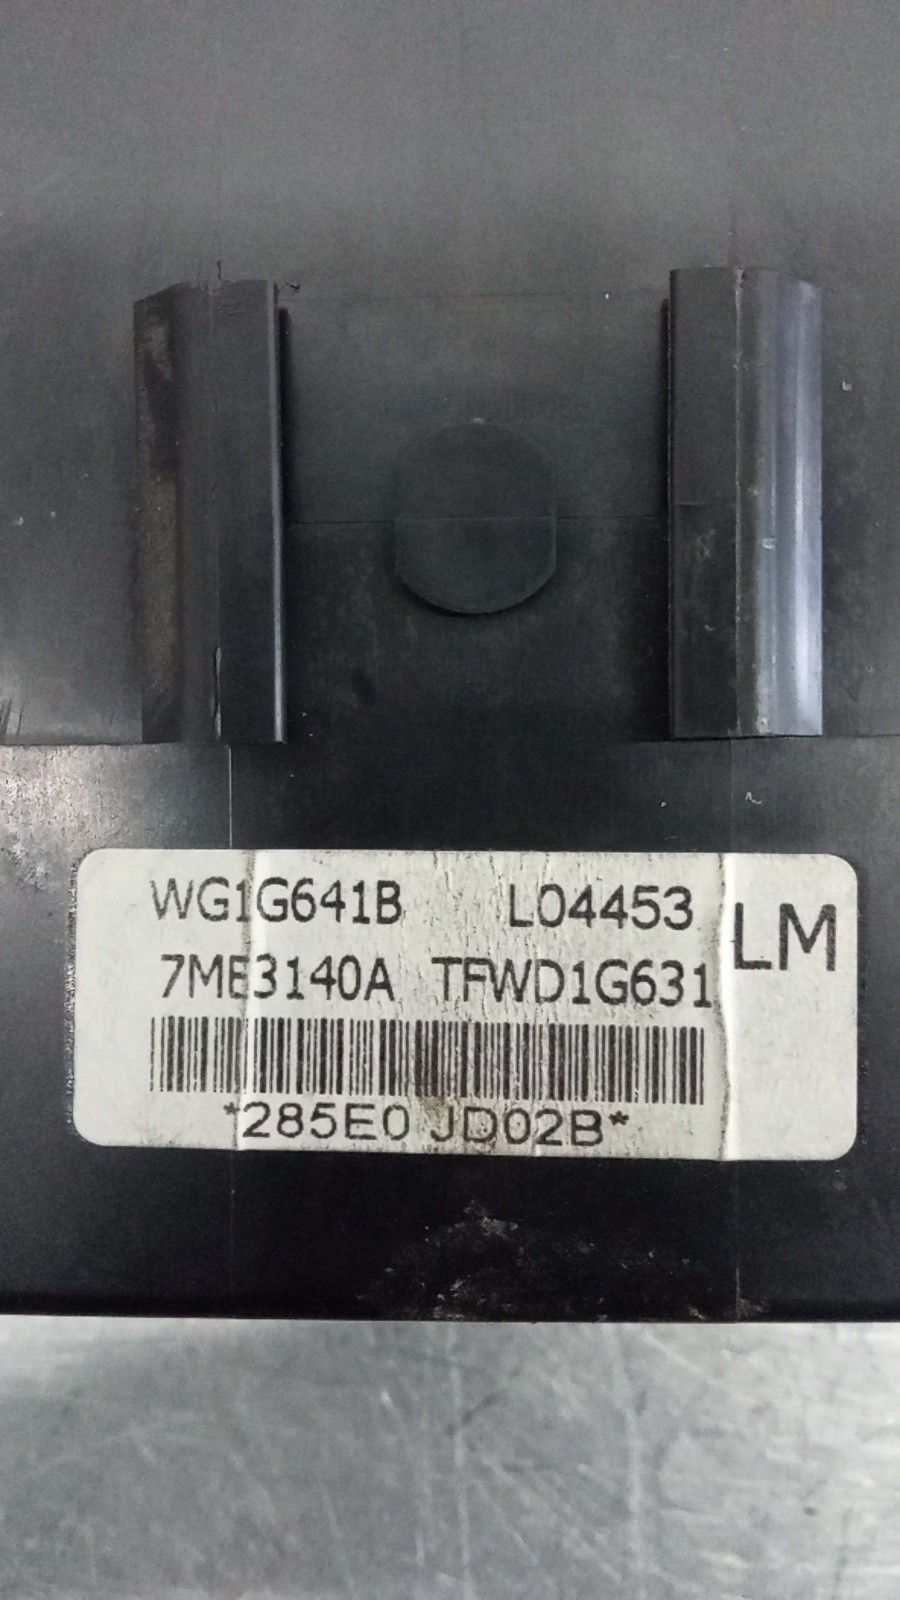 WG1G641B L04453 LM
7ME3140A TFWD1G631
*285E0 JD02B*